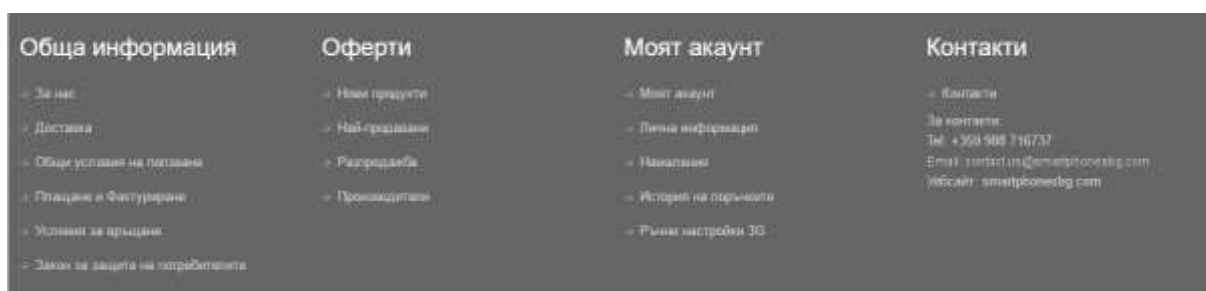 Обща информация
→ За нас
→ Доставка
→ Общи условия на ползване
→ Плащане и Фактуриране
→ Условия за връщане
→ Закон за защита на потребителите
Оферти
→ Нови продукти
→ Най-продавани
→ Разпродажба
→ Производители
Моят акаунт
→ Моят акаунт
→ Лична информация
→ Намаления
→ История на поръчките
→ Ръчни настройки 3G
Контакти
→ Контакти
За контакти:
Tel: +359 988 716737
Email: contact.us@smartphonesbg.com
Уебсайт: smartphonesbg.com